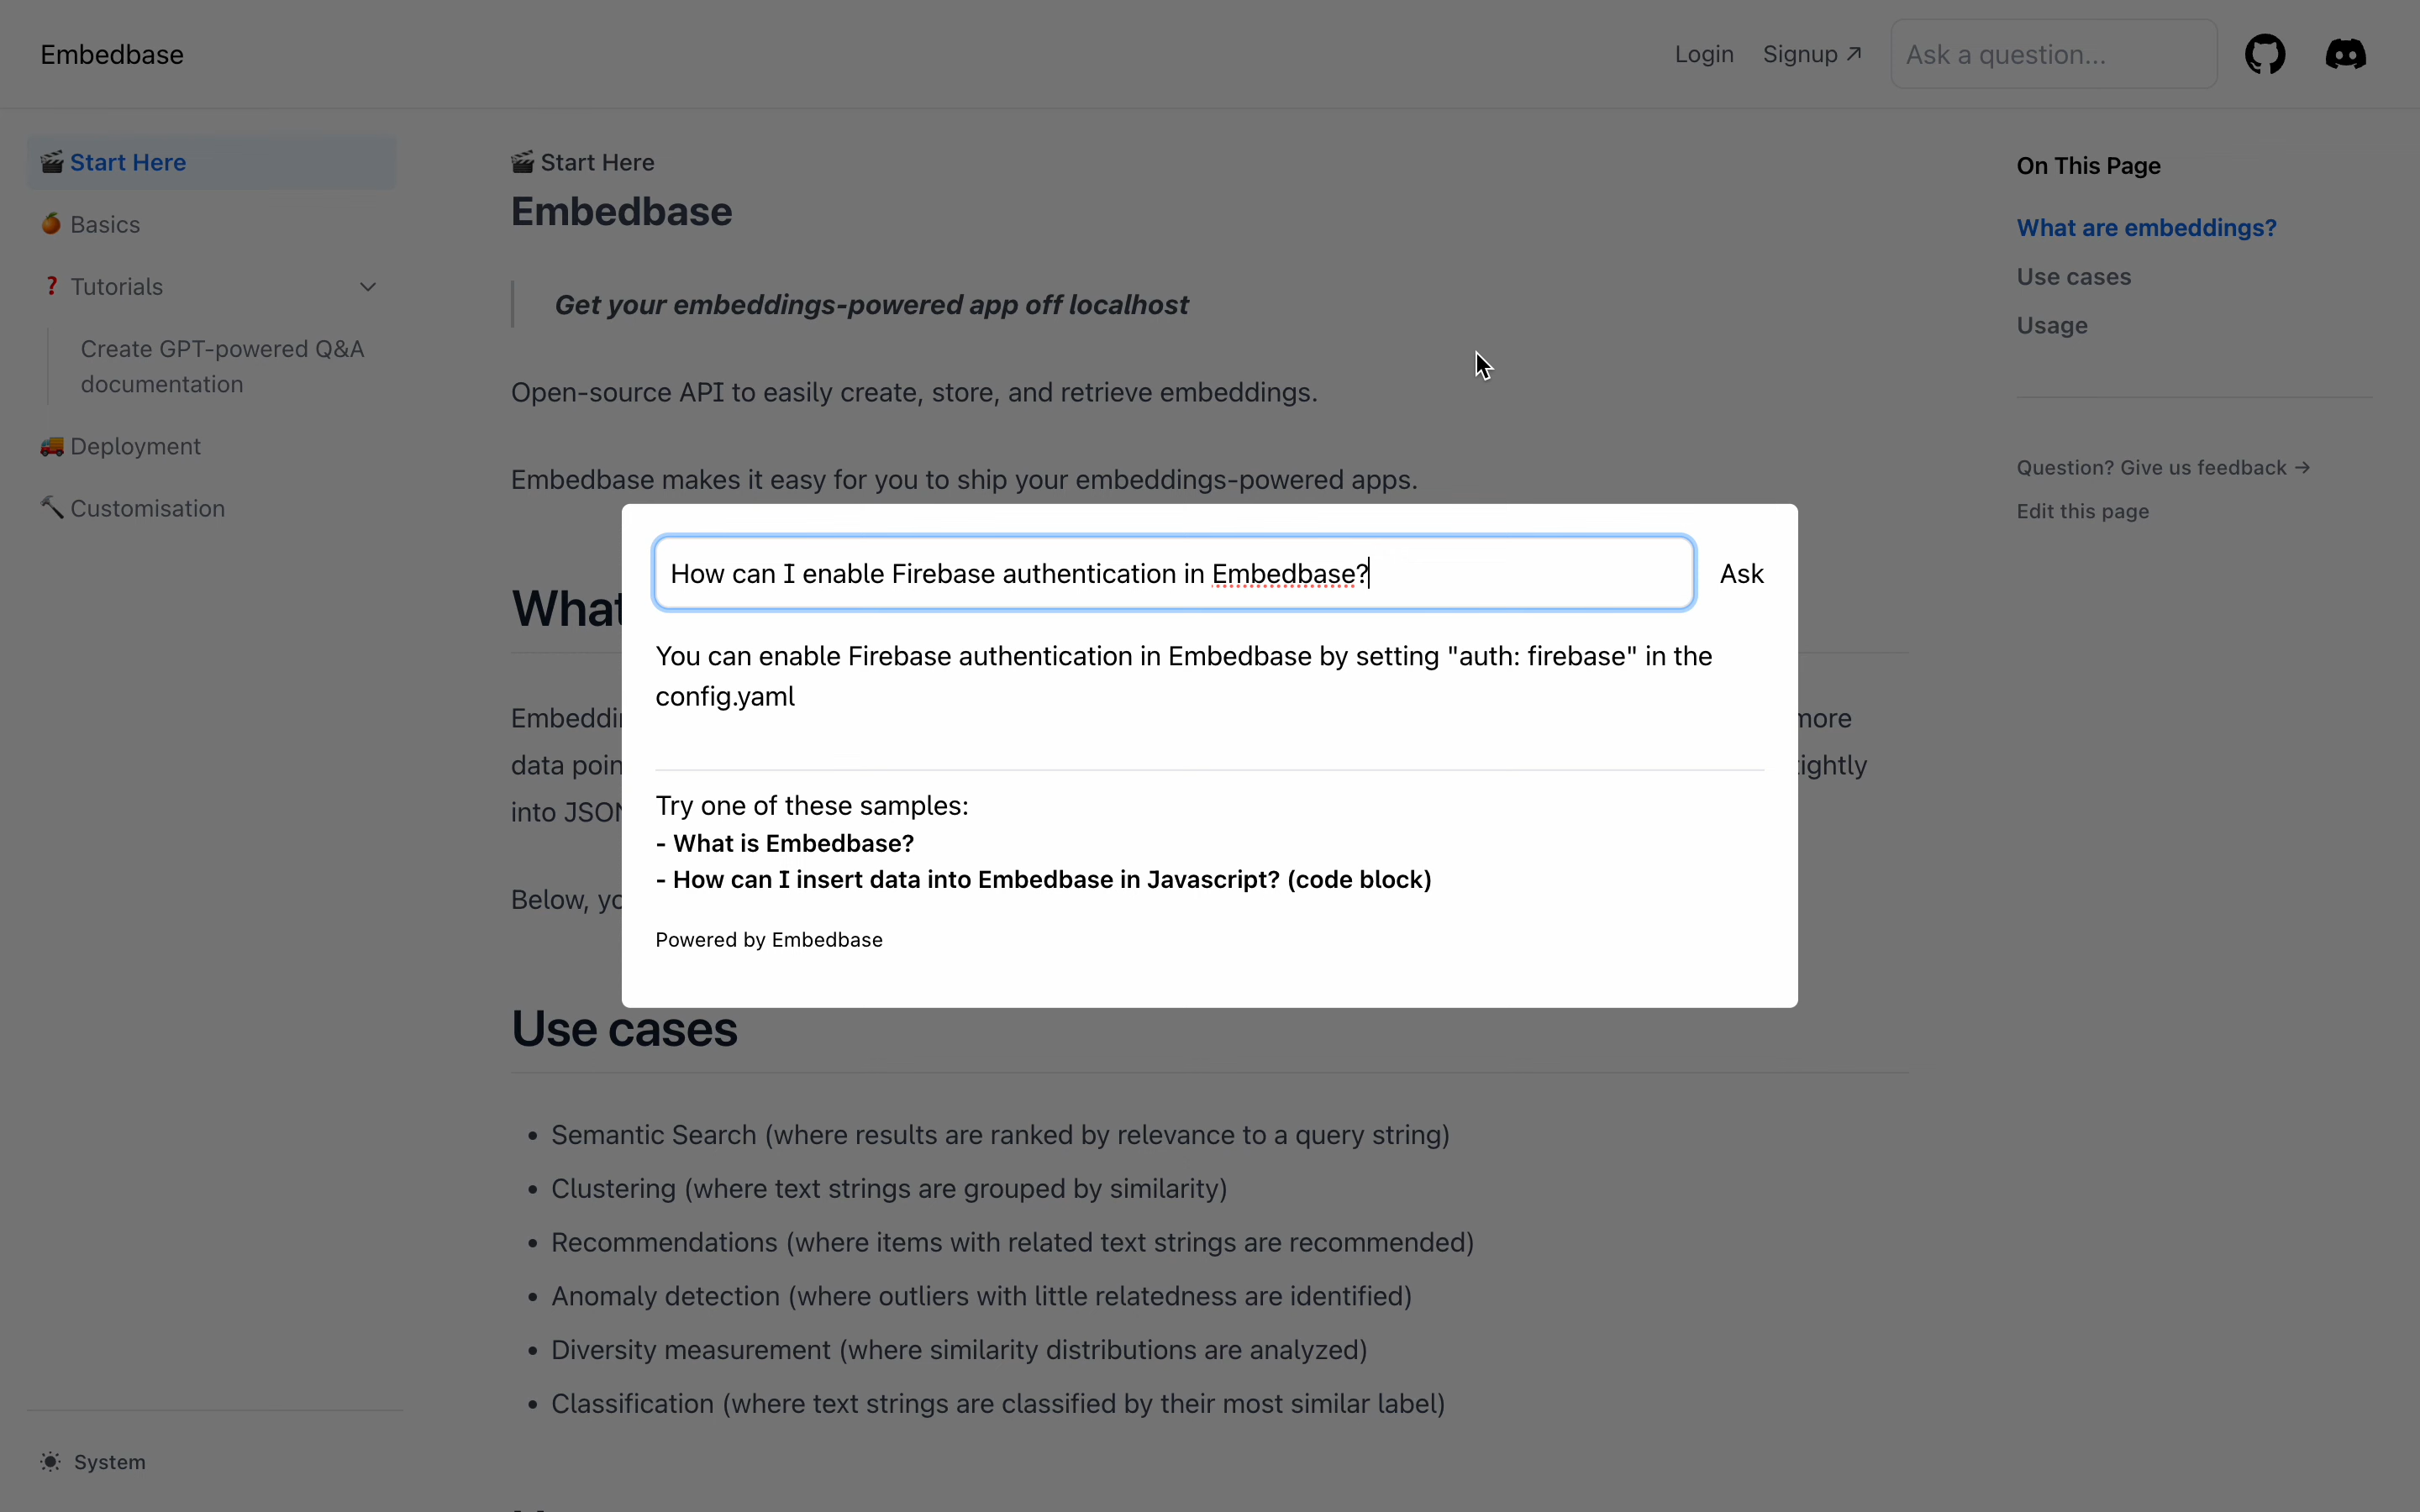 Embedbase
Login
Signup ↗
Ask a question...
Start Here
Basics
Tutorials
Create GPT-powered Q&A
documentation
Deployment
Customisation
System
Start Here
Embedbase
Get your embeddings-powered app off localhost
Open-source API to easily create, store, and retrieve embeddings.
Embedbase makes it easy for you to ship your embeddings-powered apps.
What
more
data
into
Below,
How can I enable Firebase authentication in Embedbase?
Ask
You can enable Firebase authentication in Embedbase by setting "auth: firebase" in the
config.yaml
Try one of these samples:
- What is Embedbase?
- How can I insert data into Embedbase in Javascript? (code block)
Powered by Embedbase
Use cases
• Semantic Search (where results are ranked by relevance to a query string)
• Clustering (where text strings are grouped by similarity)
• Recommendations (where items with related text strings are recommended)
• Anomaly detection (where outliers with little relatedness are identified)
• Diversity measurement (where similarity distributions are analyzed)
• Classification (where text strings are classified by their most similar label)
On This Page
What are embeddings?
Use cases
Usage
Question? Give us feedback →
Edit this page